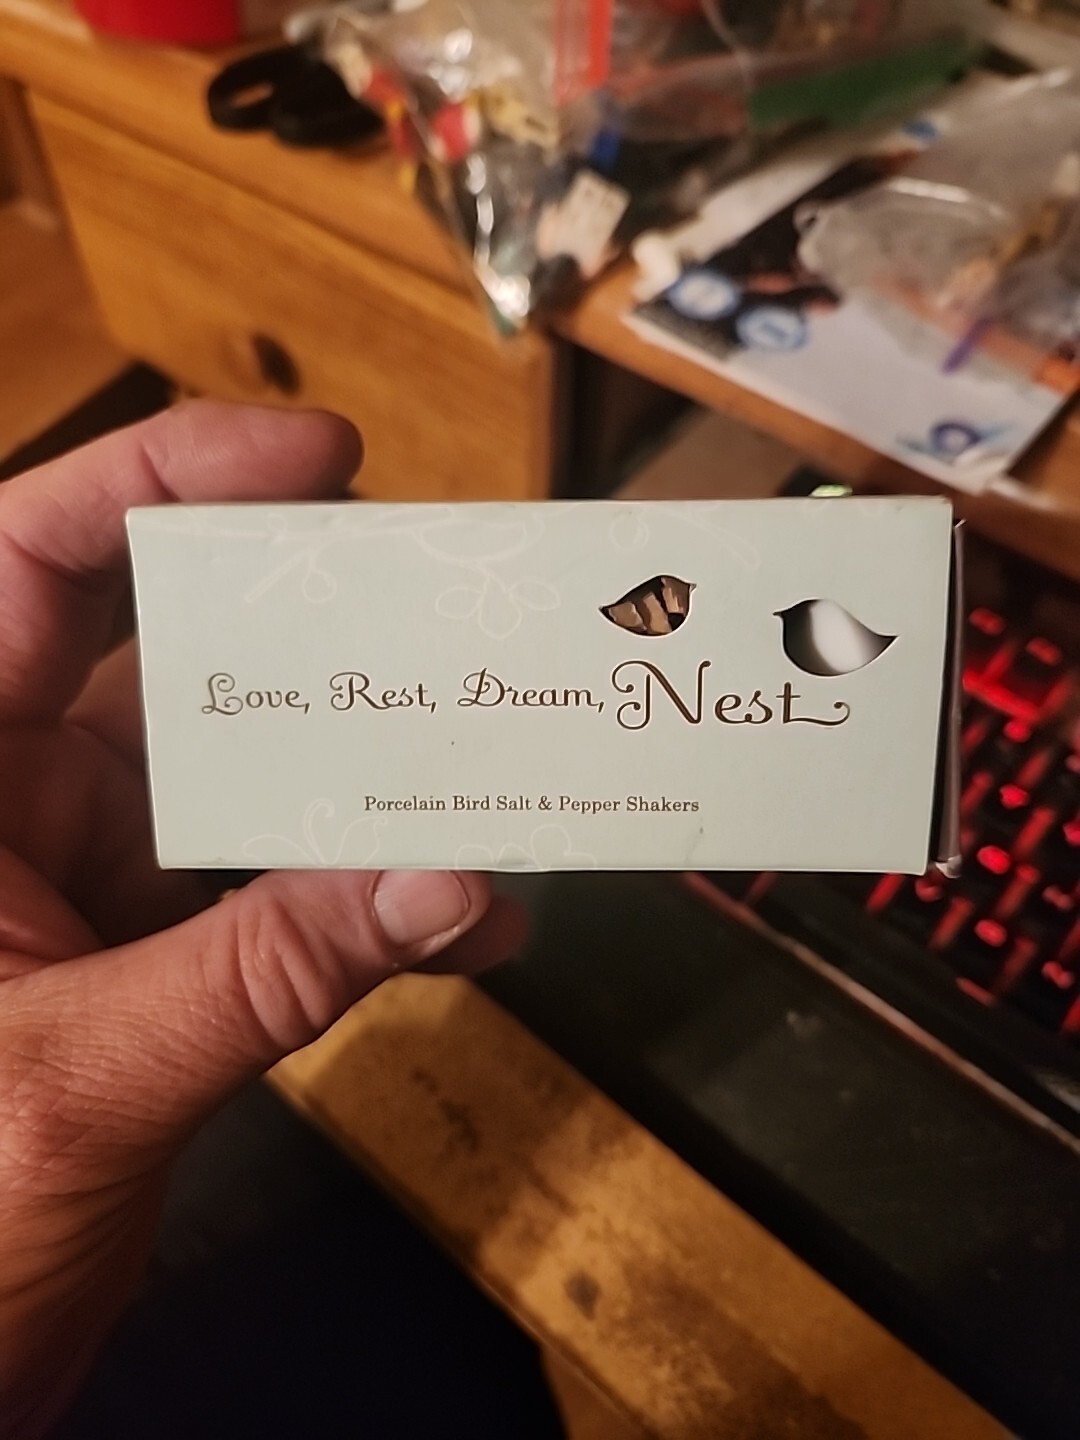 Love, Rest, Dream, Nest
Porcelain Bird Salt & Pepper Shakers